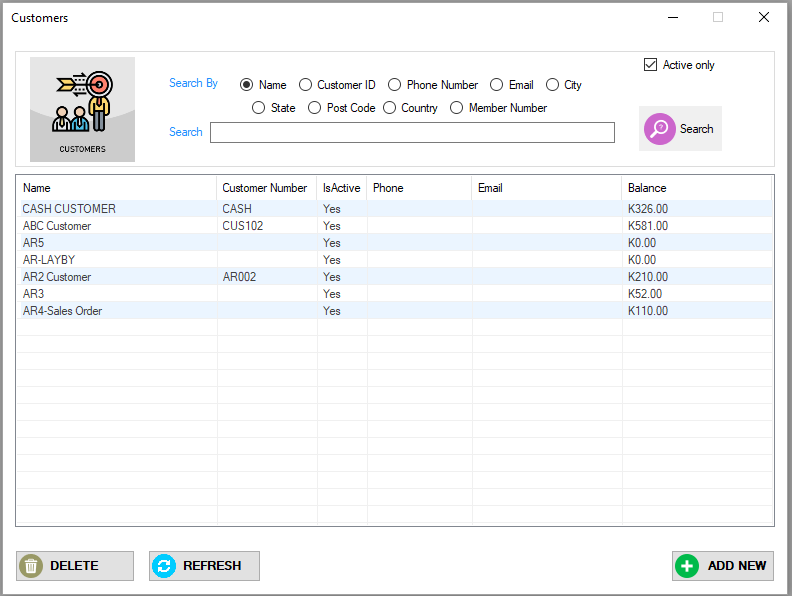 Customers
Active only
Search By Name Customer ID Phone Number Email City
State Post Code Country Member Number
Search Search
CUSTOMERS
Name Customer Number IsActive Phone Email Balance
CASH CUSTOMER CASH Yes K326.00
ABC Customer CUS102 Yes K581.00
AR5 Yes K0.00
AR-LAYBY Yes K0.00
AR2 Customer AR002 Yes K210.00
AR3 Yes K52.00
AR4-Sales Order Yes K110.00
DELETE REFRESH ADD NEW